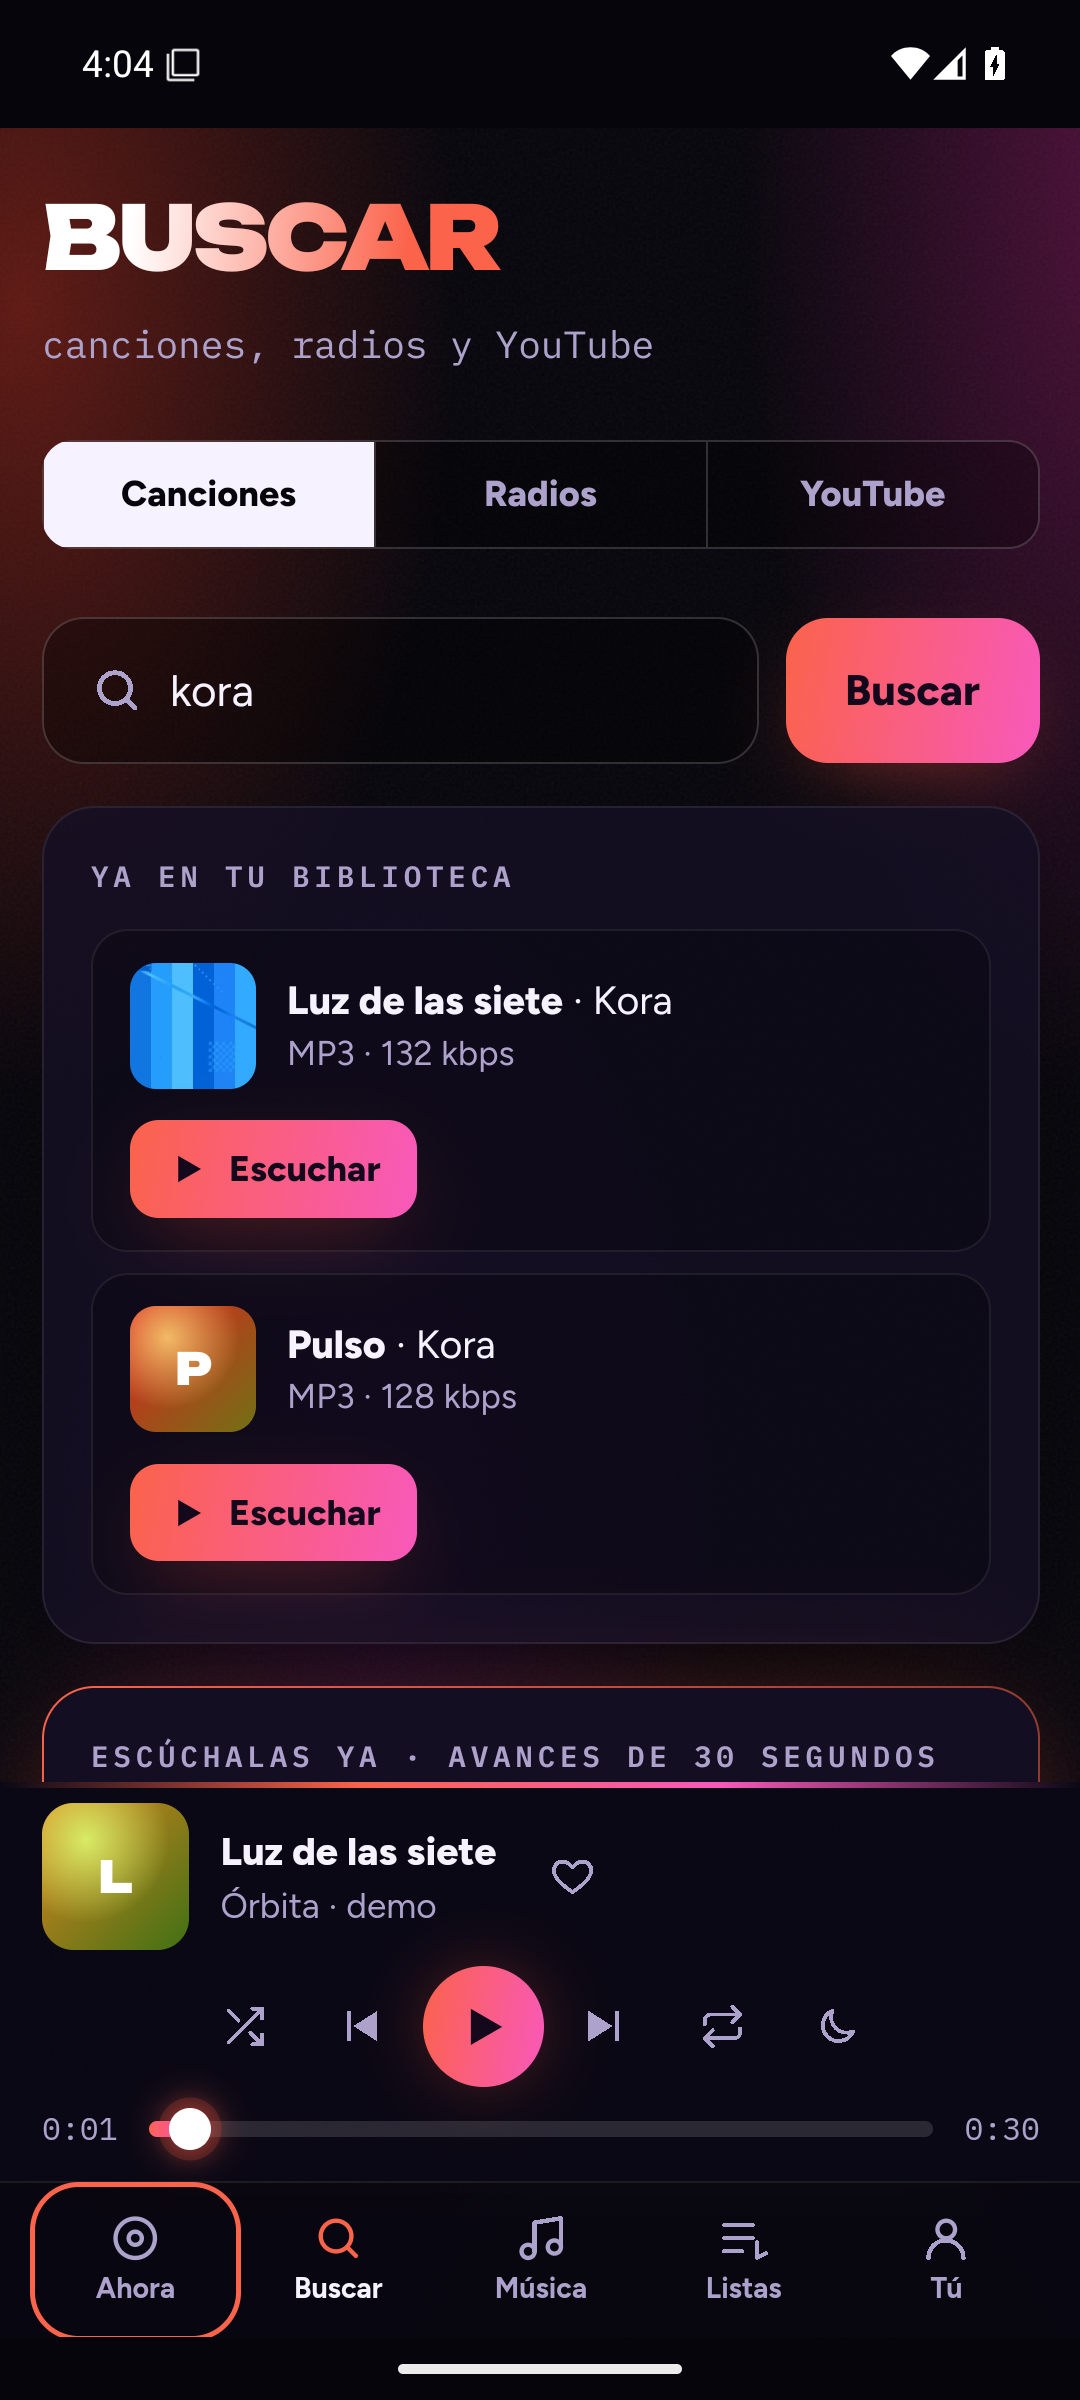 4:04
BUSCAR
canciones, radios y YouTube
Canciones
Radios
YouTube
kora
Buscar
YA EN TU BIBLIOTECA
Luz de las siete · Kora
MP3 · 132 kbps
Escuchar
P
Pulso · Kora
MP3 · 128 kbps
Escuchar
ESCÚCHALAS YA · AVANCES DE 30 SEGUNDOS
L
Luz de las siete
Órbita · demo
0:01
0:30
Ahora
Buscar
Música
Listas
Tú